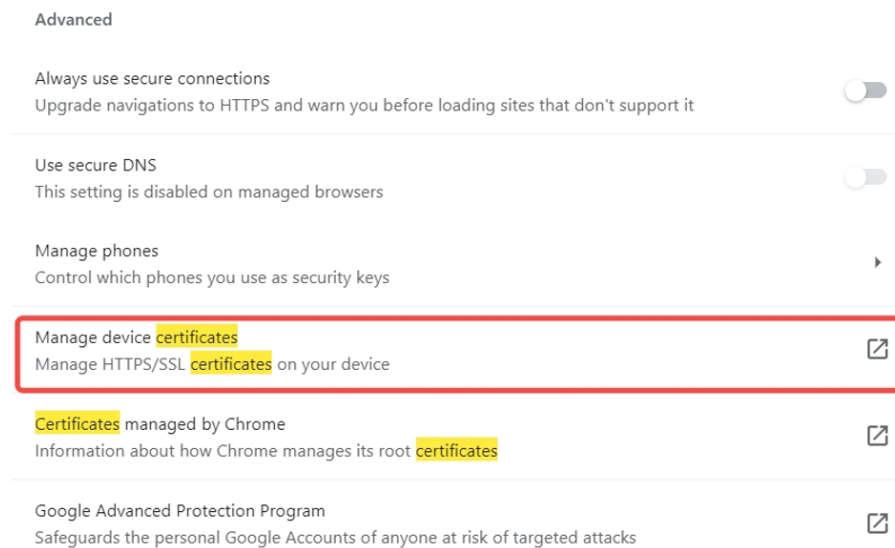 Advanced
Always use secure connections
Upgrade navigations to HTTPS and warn you before loading sites that don't support it
Use secure DNS
This setting is disabled on managed browsers
Manage phones
Control which phones you use as security keys
Manage device certificates
Manage HTTPS/SSL certificates on your device
Certificates managed by Chrome
Information about how Chrome manages its root certificates
Google Advanced Protection Program
Safeguards the personal Google Accounts of anyone at risk of targeted attacks